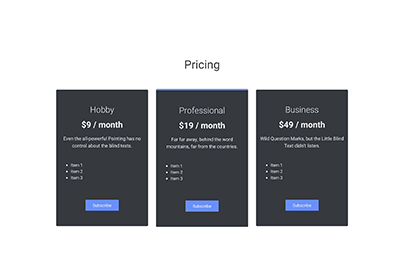 Pricing
Hobby
$9 / month
Even the all-powerful Pointing has no
control about the blind texts.
Item 1
Item 2
Item 3
Subscribe
Professional
$19 / month
Far far away, behind the word
mountains, far from the countries.
Item 1
Item 2
Item 3
Subscribe
Business
$49 / month
Wild Question Marks, but the Little Blind
Text didn't listen.
Item 1
Item 2
Item 3
Subscribe